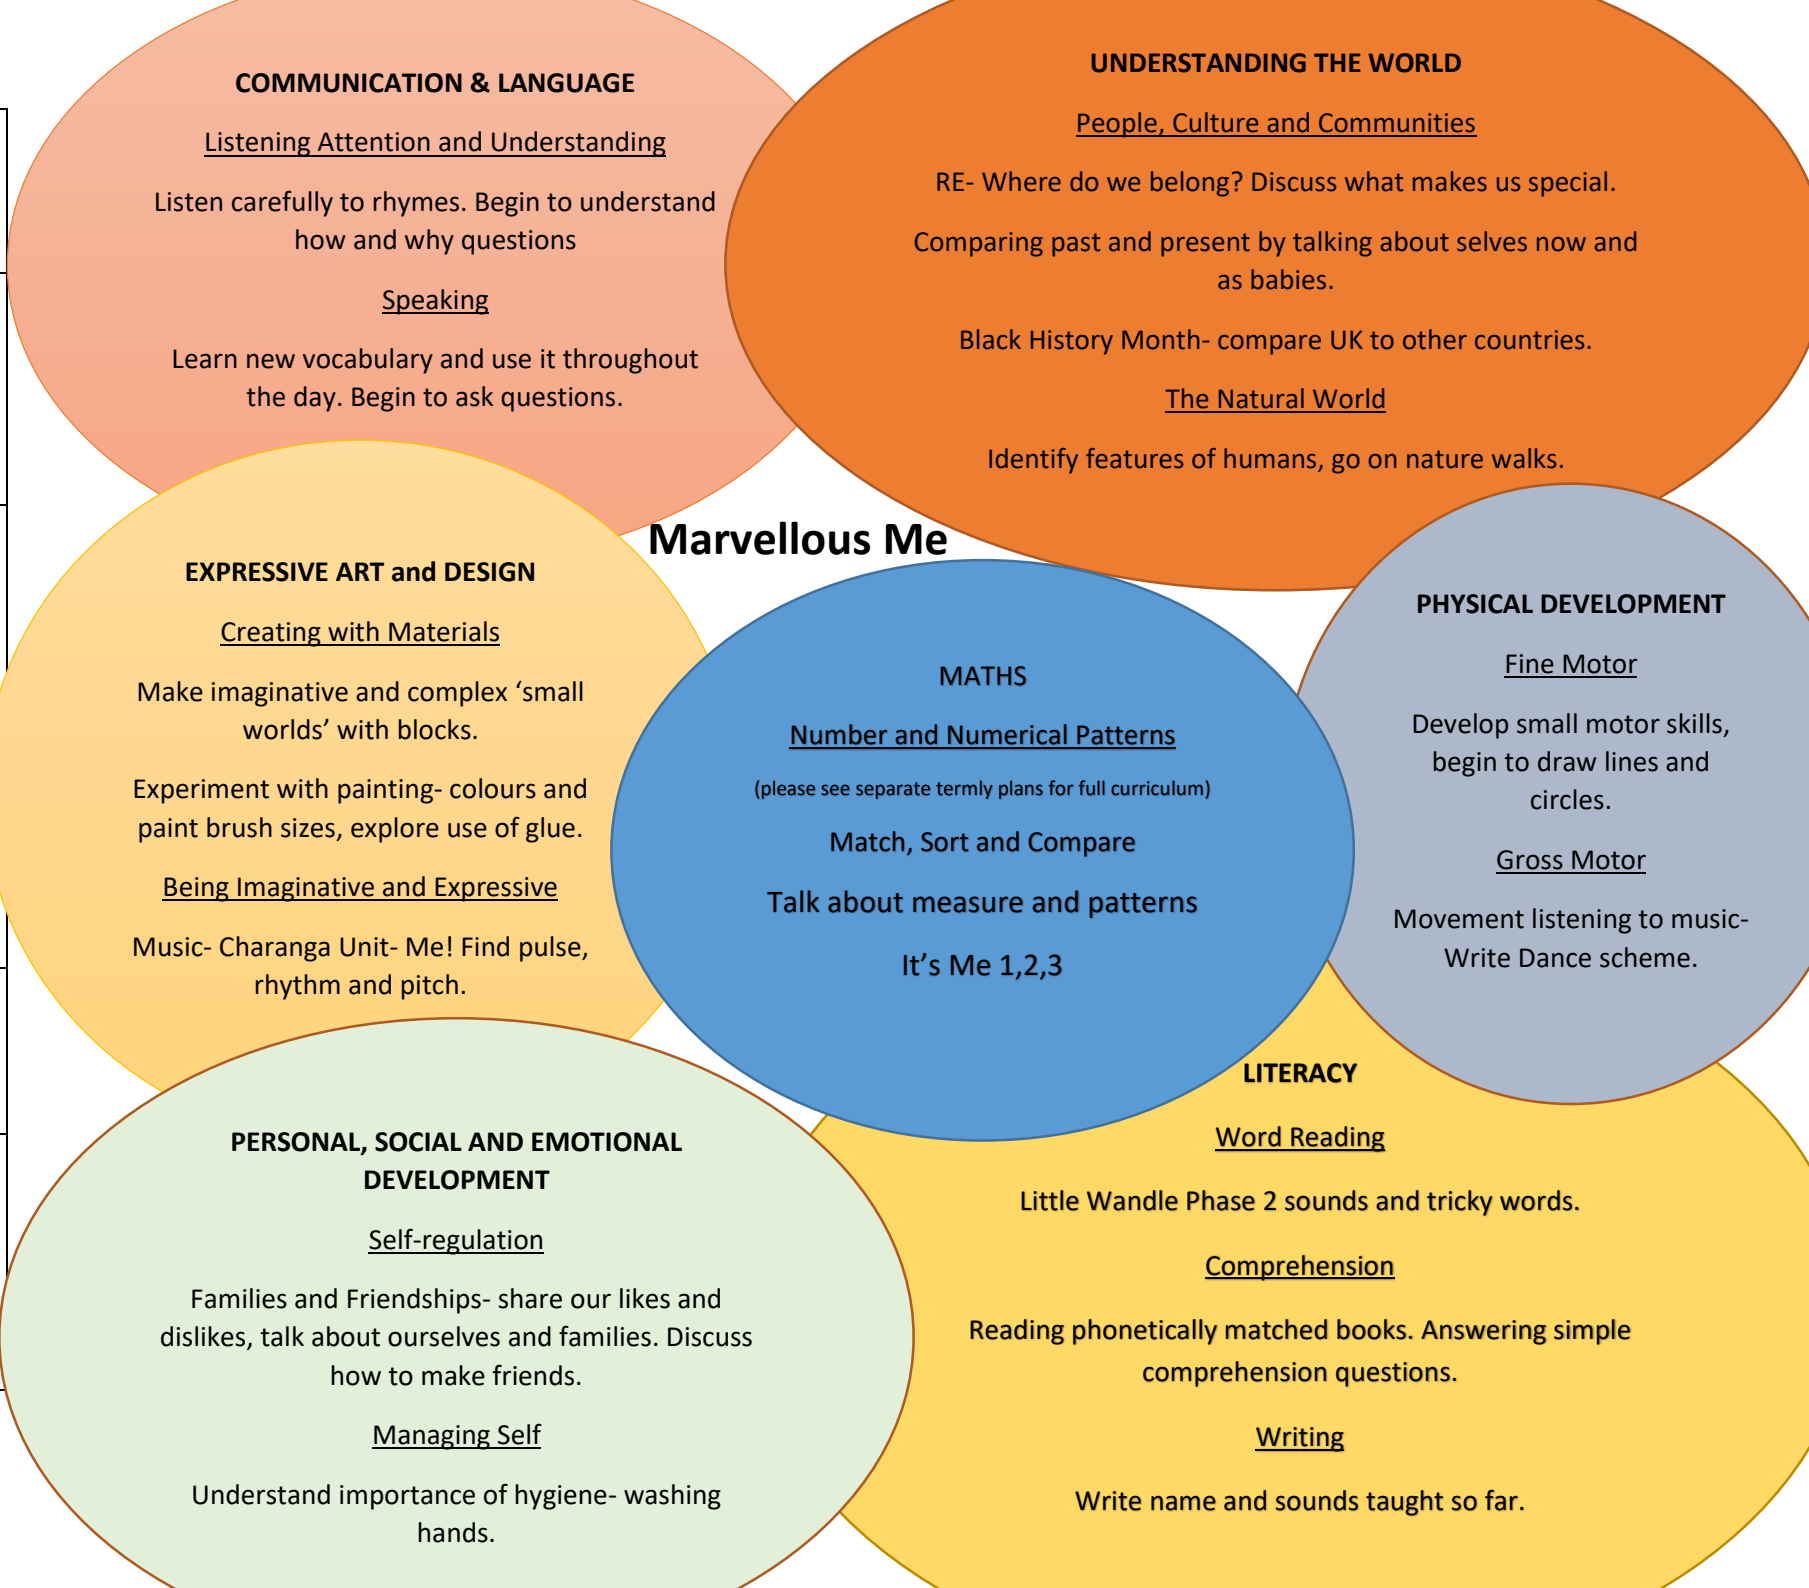 COMMUNICATION & LANGUAGE
Listening Attention and Understanding
Listen carefully to rhymes. Begin to understand
how and why questions
Speaking
Learn new vocabulary and use it throughout
the day. Begin to ask questions.
UNDERSTANDING THE WORLD
People, Culture and Communities
RE- Where do we belong? Discuss what makes us special.
Comparing past and present by talking about selves now and
as babies.
Black History Month- compare UK to other countries.
The Natural World
Identify features of humans, go on nature walks.
Marvellous Me
EXPRESSIVE ART and DESIGN
Creating with Materials
Make imaginative and complex ‘small
worlds’ with blocks.
Experiment with painting- colours and
paint brush sizes, explore use of glue.
Being Imaginative and Expressive
Music- Charanga Unit- Me! Find pulse,
rhythm and pitch.
MATHS
Number and Numerical Patterns
(please see separate termly plans for full curriculum)
Match, Sort and Compare
Talk about measure and patterns
It’s Me 1,2,3
PHYSICAL DEVELOPMENT
Fine Motor
Develop small motor skills,
begin to draw lines and
circles.
Gross Motor
Movement listening to music-
Write Dance scheme.
PERSONAL, SOCIAL AND EMOTIONAL
DEVELOPMENT
Self-regulation
Families and Friendships- share our likes and
dislikes, talk about ourselves and families. Discuss
how to make friends.
Managing Self
Understand importance of hygiene- washing
hands.
LITERACY
Word Reading
Little Wandle Phase 2 sounds and tricky words.
Comprehension
Reading phonetically matched books. Answering simple
comprehension questions.
Writing
Write name and sounds taught so far.